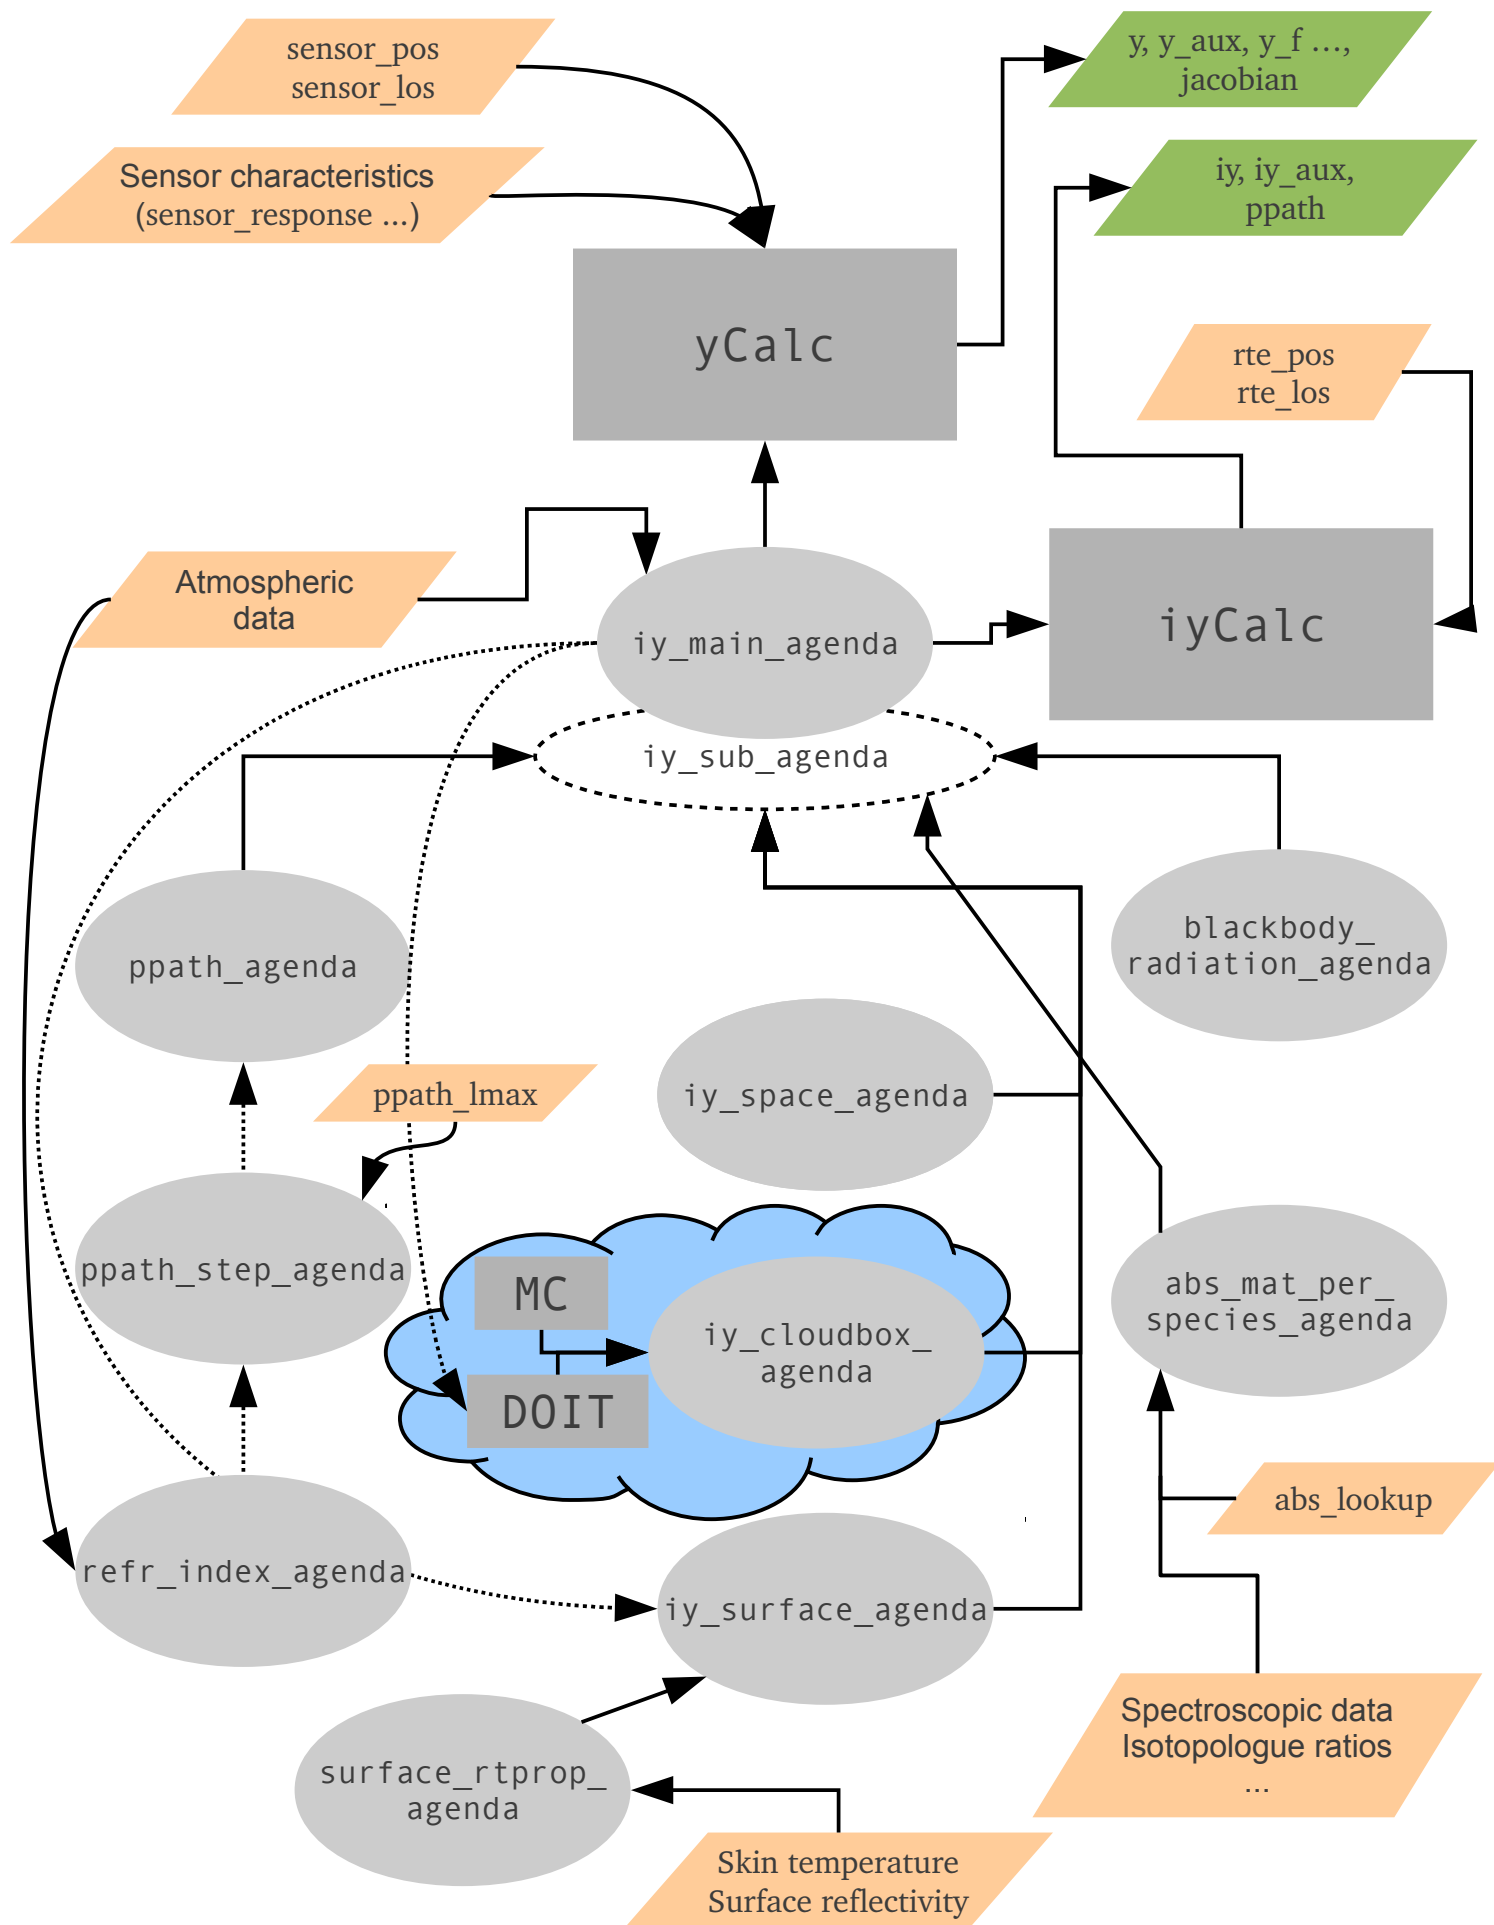 sensor_pos
sensor_los
y, y_aux, y_f ...,
jacobian
Sensor characteristics
(sensor_response ...)
iy, iy_aux,
ppath
yCalc
rte_pos
rte_los
Atmospheric
data
iy_main_agenda
iyCalc
iy_sub_agenda
ppath_agenda
blackbody_
radiation_agenda
ppath_lmax
iy_space_agenda
ppath_step_agenda
MC
iy_cloudbox_
agenda
DOIT
abs_mat_per_
species_agenda
abs_lookup
refr_index_agenda
iy_surface_agenda
Spectroscopic data
Isotopologue ratios
...
surface_rtprop_
agenda
Skin temperature
Surface reflectivity